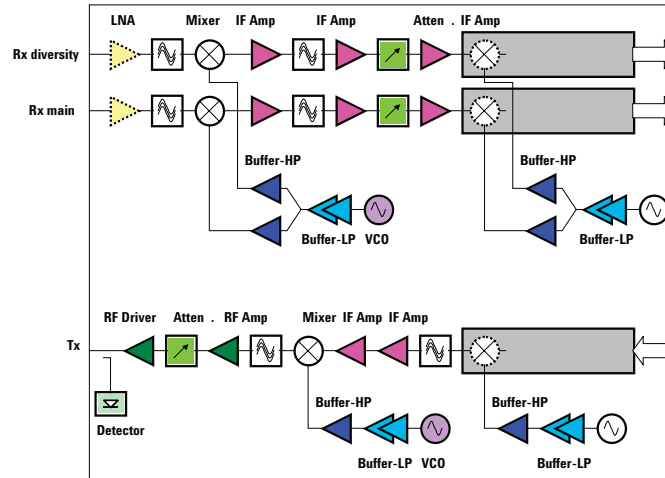 LNA Mixer IF Amp IF Amp Atten . IF Amp
Rx diversity
Rx main
Buffer-HP Buffer-HP
Buffer-LP VCO Buffer-LP
RF Driver Atten . RF Amp Mixer IF Amp IF Amp
Tx
Buffer-HP Buffer-HP
Detector
Buffer-LP VCO Buffer-LP